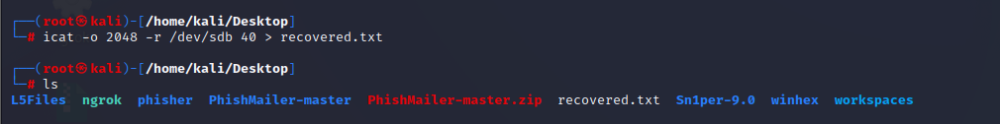 ┌──(root㉿kali)-[/home/kali/Desktop]
└─# icat -o 2048 -r /dev/sdb 40 > recovered.txt
┌──(root㉿kali)-[/home/kali/Desktop]
└─# ls
L5Files ngrok phisher PhishMailer-master PhishMailer-master.zip recovered.txt Sn1per-9.0 winhex workspaces